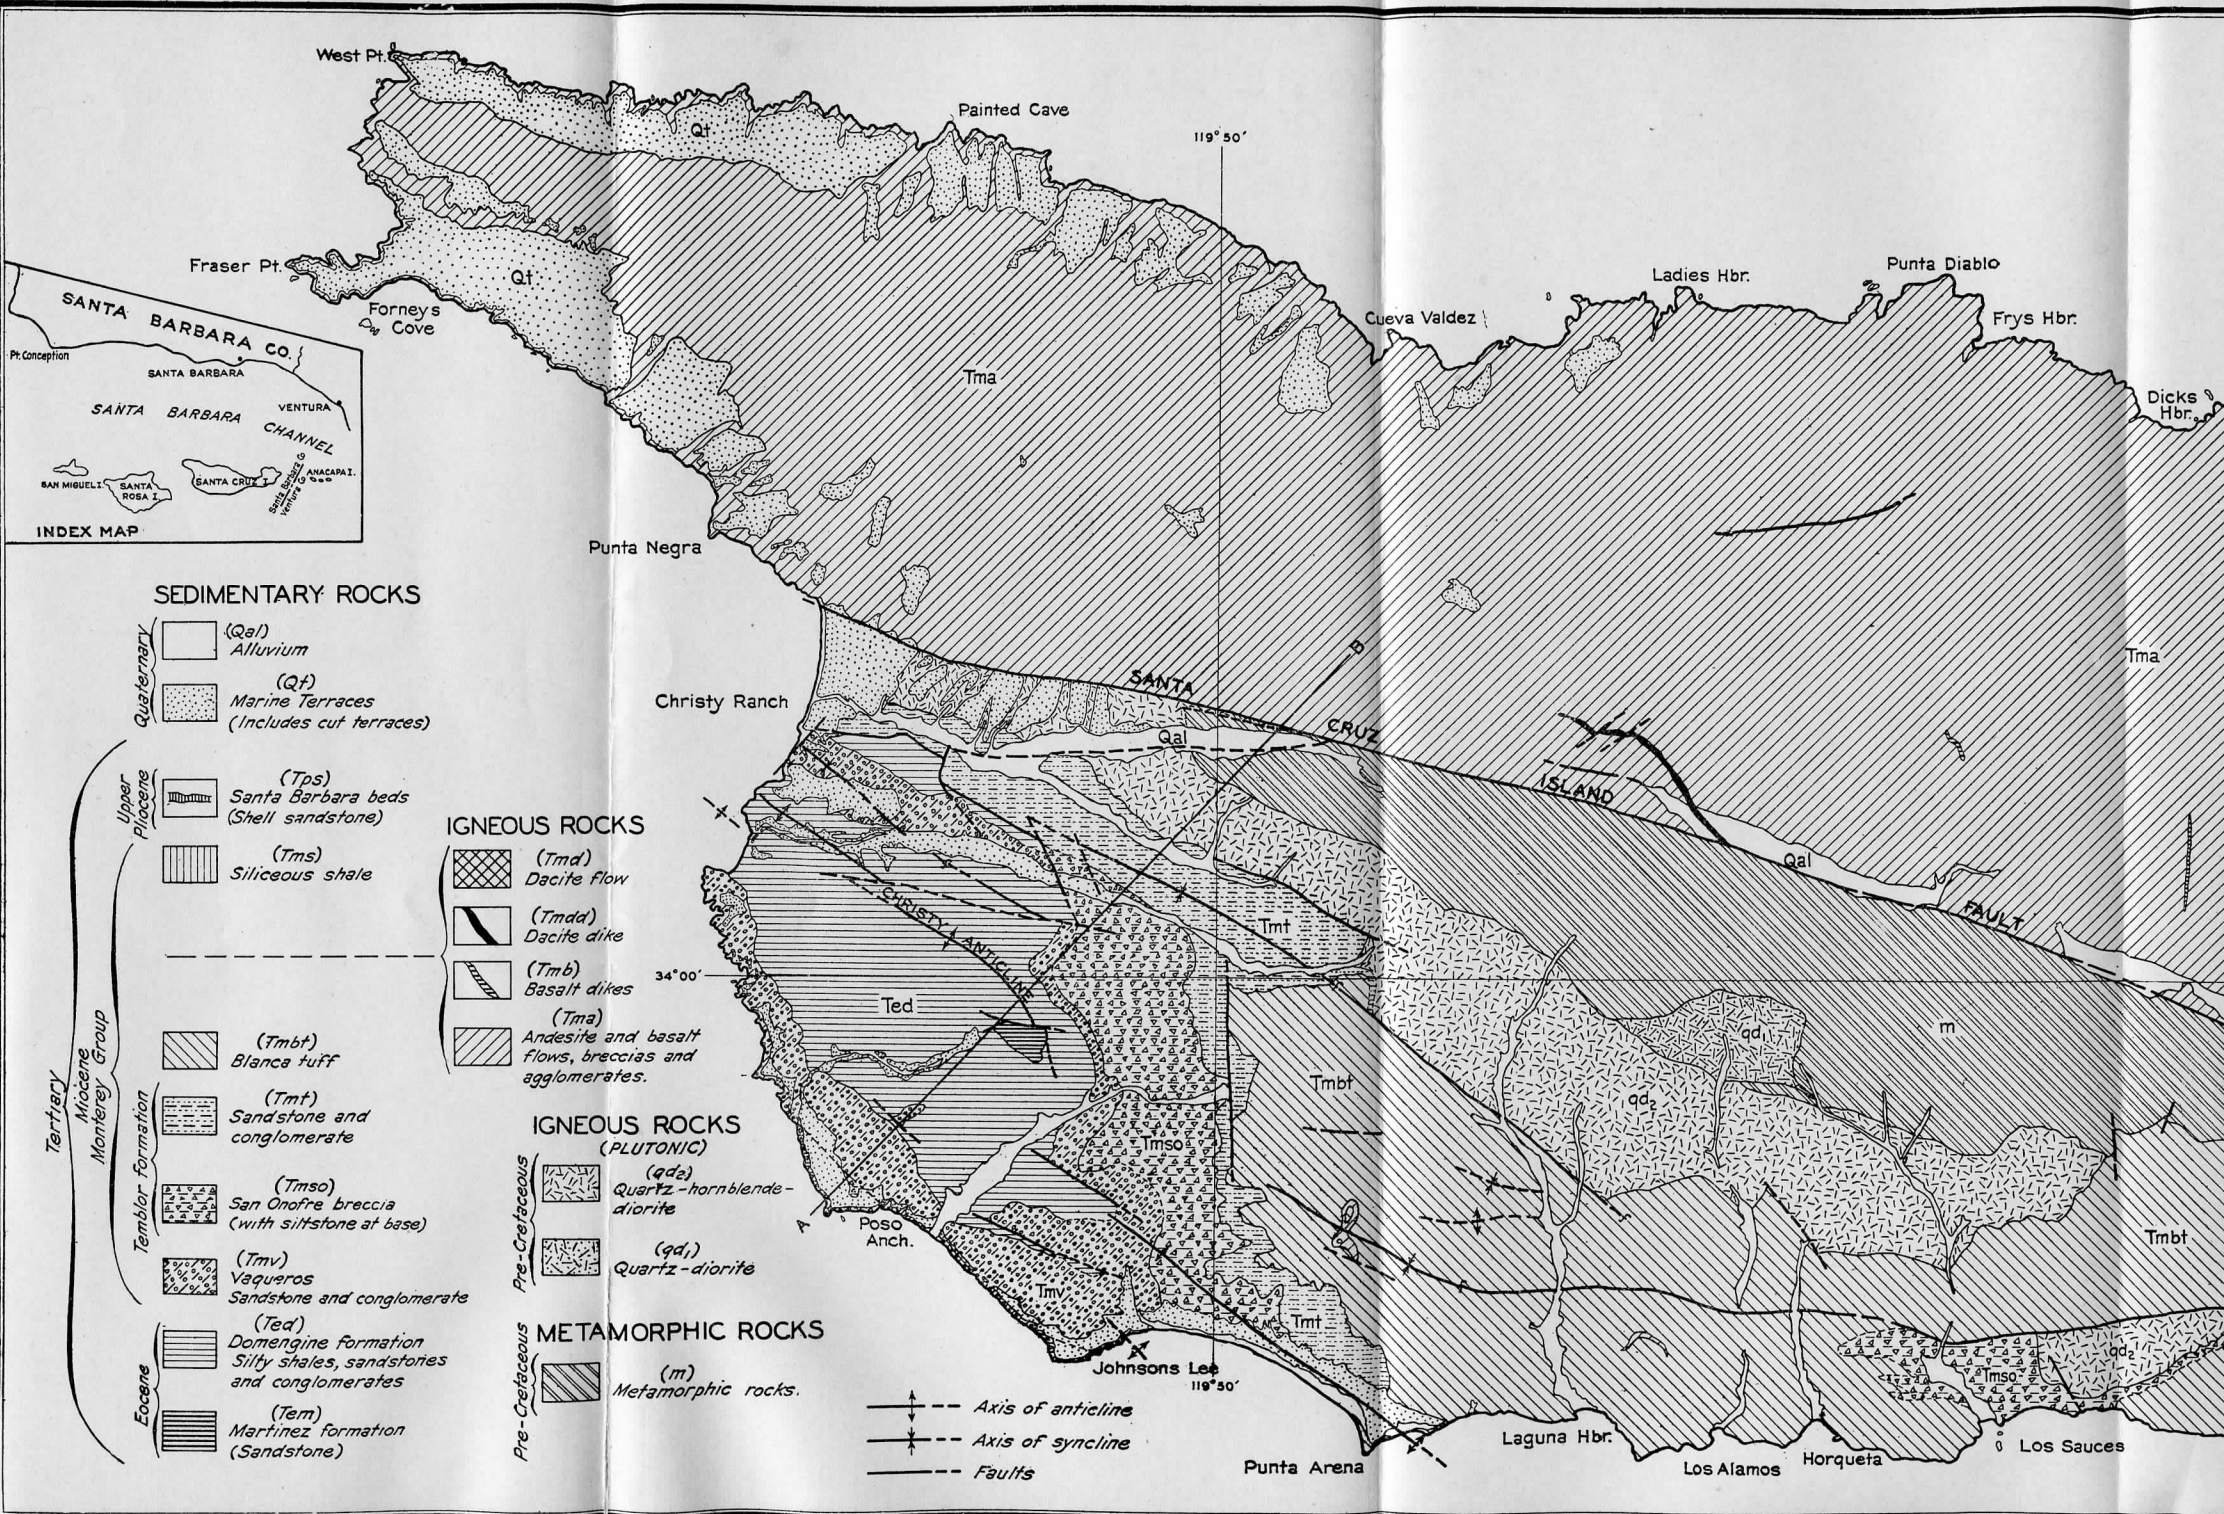 West Pt.
Painted Cave
119° 50'
Qt
Fraser Pt.
Qt
Forneys
Cove
Cueva Valdez
Ladies Hbr.
Punta Diablo
Frys Hbr.
Dicks
Hbr.
Tma
Tma
Punta Negra
SANTA BARBARA CO.
Pt. Conception
SANTA BARBARA
SANTA BARBARA CHANNEL
VENTURA
SAN MIGUEL I.
SANTA
ROSA I.
SANTA CRUZ I.
Santa Barbara Co
Ventura Co
ANACAPA I.
INDEX MAP
Christy Ranch
SANTA CRUZ ISLAND FAULT
B
Qal
Qal
CHRISTY ANTICLINE
Tmt
34° 00'
Ted
m
qd1
qd2
Tmbt
Tmso
Tmbt
A
Poso
Anch.
Tmv
Tmt
qd2
Tmso
Johnsons Lee
119° 50'
Punta Arena
Laguna Hbr.
Los Alamos
Horqueta
Los Sauces
SEDIMENTARY ROCKS
Quaternary
(Qal)
Alluvium
(Qt)
Marine Terraces
(Includes cut terraces)
Tertiary
Upper
Pliocene
(Tps)
Santa Barbara beds
(Shell sandstone)
Miocene
Monterey Group
(Tms)
Siliceous shale
(Tmbt)
Blanca tuff
Temblor formation
(Tmt)
Sandstone and
conglomerate
(Tmso)
San Onofre breccia
(with siltstone at base)
(Tmv)
Vaqueros
Sandstone and conglomerate
Eocene
(Ted)
Domengine formation
Silty shales, sandstones
and conglomerates
(Tem)
Martinez formation
(Sandstone)
IGNEOUS ROCKS
(Tmd)
Dacite flow
(Tmdd)
Dacite dike
(Tmb)
Basalt dikes
(Tma)
Andesite and basalt
flows, breccias and
agglomerates.
IGNEOUS ROCKS
(PLUTONIC)
Pre-Cretaceous
(qd2)
Quartz-hornblende-
diorite
(qd1)
Quartz-diorite
METAMORPHIC ROCKS
Pre-Cretaceous
(m)
Metamorphic rocks.
Axis of anticline
Axis of syncline
Faults